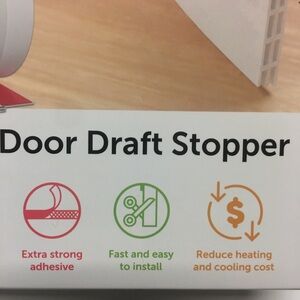 Door Draft Stopper
Extra strong
adhesive
Fast and easy
to install
$
Reduce heating
and cooling cost